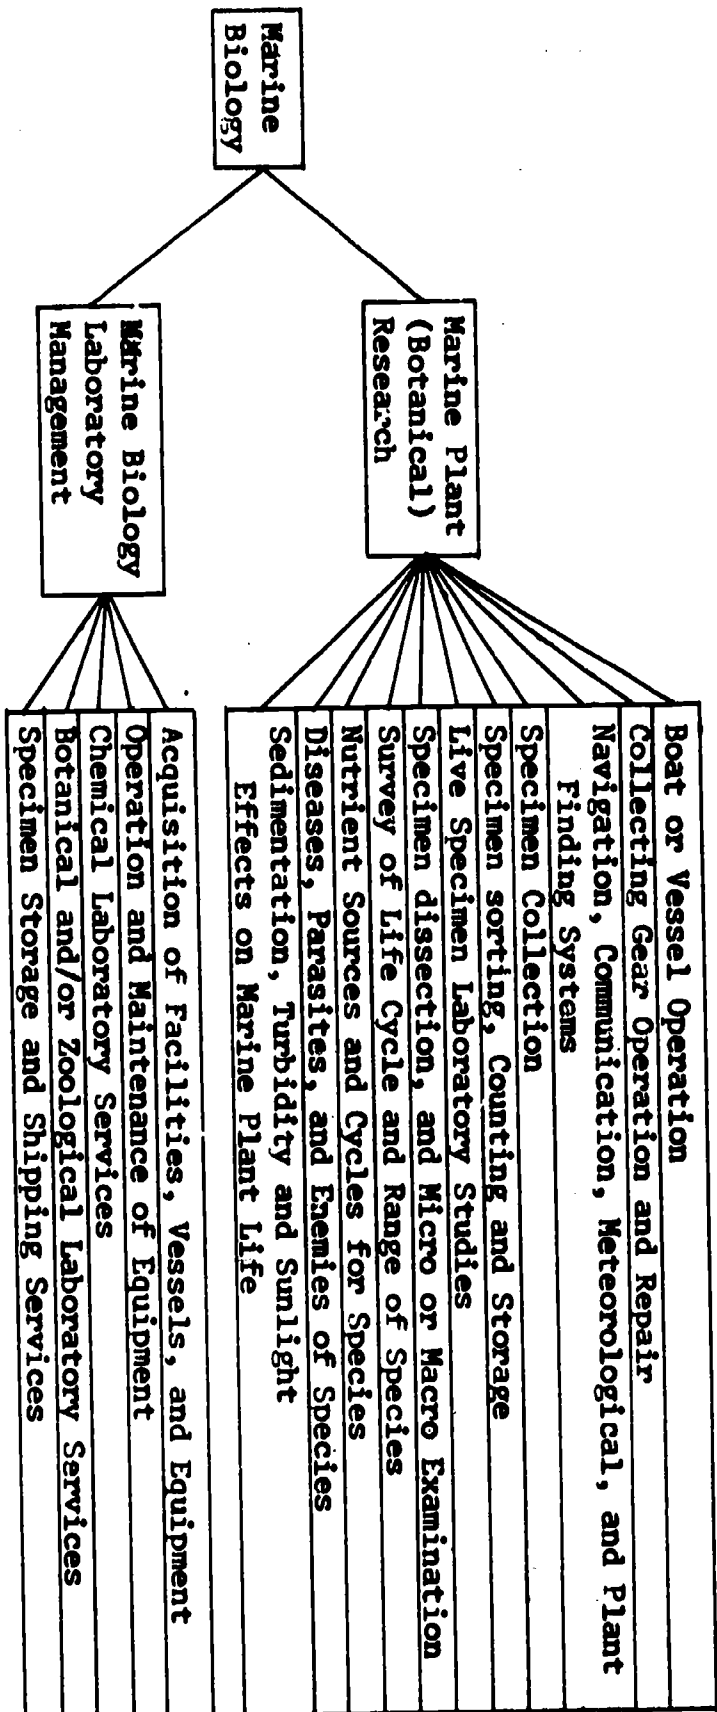 Marine
Biology
Marine Plant
(Botanical)
Research
Boat or Vessel Operation
Collecting Gear Operation and Repair
Navigation, Communication, Meteorological, and Plant
Finding Systems
Specimen Collection
Specimen sorting, Counting and Storage
Live Specimen Laboratory Studies
Specimen dissection, and Micro or Macro Examination
Survey of Life Cycle and Range of Species
Nutrient Sources and Cycles for Species
Diseases, Parasites, and Enemies of Species
Sedimentation, Turbidity and Sunlight
Effects on Marine Plant Life
Marine Biology
Laboratory
Management
Acquisition of Facilities, Vessels, and Equipment
Operation and Maintenance of Equipment
Chemical Laboratory Services
Botanical and/or Zoological Laboratory Services
Specimen Storage and Shipping Services